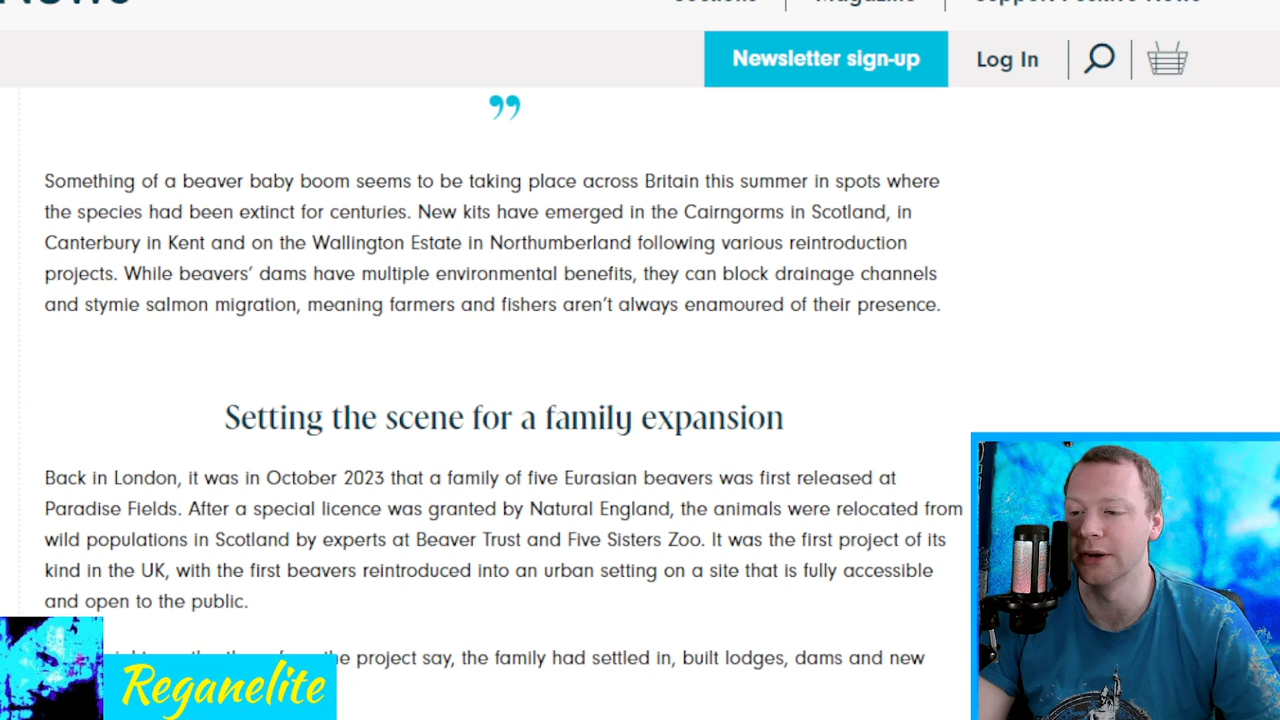 Newsletter sign-up
Log In
”
Something of a beaver baby boom seems to be taking place across Britain this summer in spots where
the species had been extinct for centuries. New kits have emerged in the Cairngorms in Scotland, in
Canterbury in Kent and on the Wallington Estate in Northumberland following various reintroduction
projects. While beavers’ dams have multiple environmental benefits, they can block drainage channels
and stymie salmon migration, meaning farmers and fishers aren’t always enamoured of their presence.
Setting the scene for a family expansion
Back in London, it was in October 2023 that a family of five Eurasian beavers was first released at
Paradise Fields. After a special licence was granted by Natural England, the animals were relocated from
wild populations in Scotland by experts at Beaver Trust and Five Sisters Zoo. It was the first project of its
kind in the UK, with the first beavers reintroduced into an urban setting on a site that is fully accessible
and open to the public.
the project say, the family had settled in, built lodges, dams and new
Reganelite